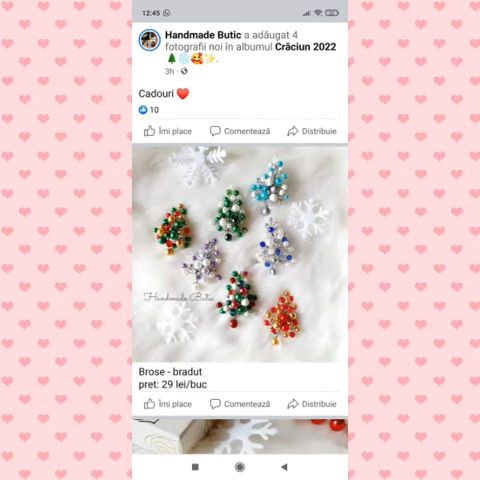 12:45
Handmade Butic a adăugat 4
fotografii noi în albumul Crăciun 2022
🎄❄️🥰✨.
3h ·
Cadouri ❤️
10
Îmi place Comentează Distribuie
Handmade Butic
Brose - bradut
pret: 29 lei/buc
Îmi place Comentează Distribuie